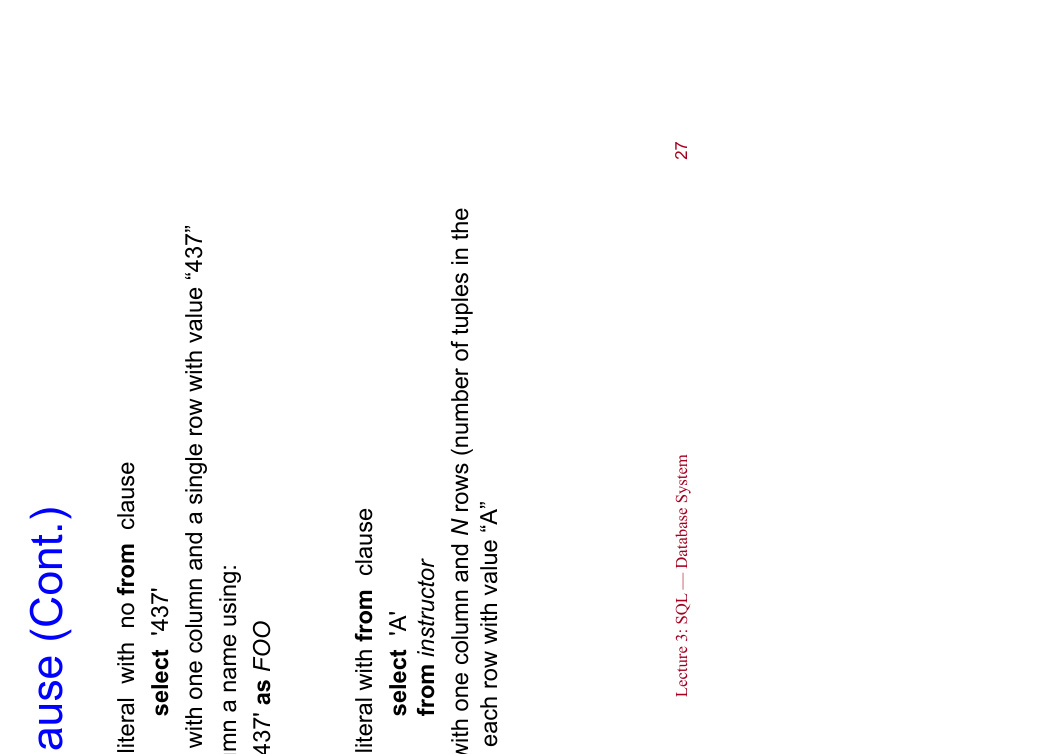 ause (Cont.)
literal with no from clause
select '437'
with one column and a single row with value “437”
mn a name using:
437' as FOO
literal with from clause
select 'A'
from instructor
with one column and N rows (number of tuples in the
each row with value “A”
Lecture 3: SQL — Database System
27